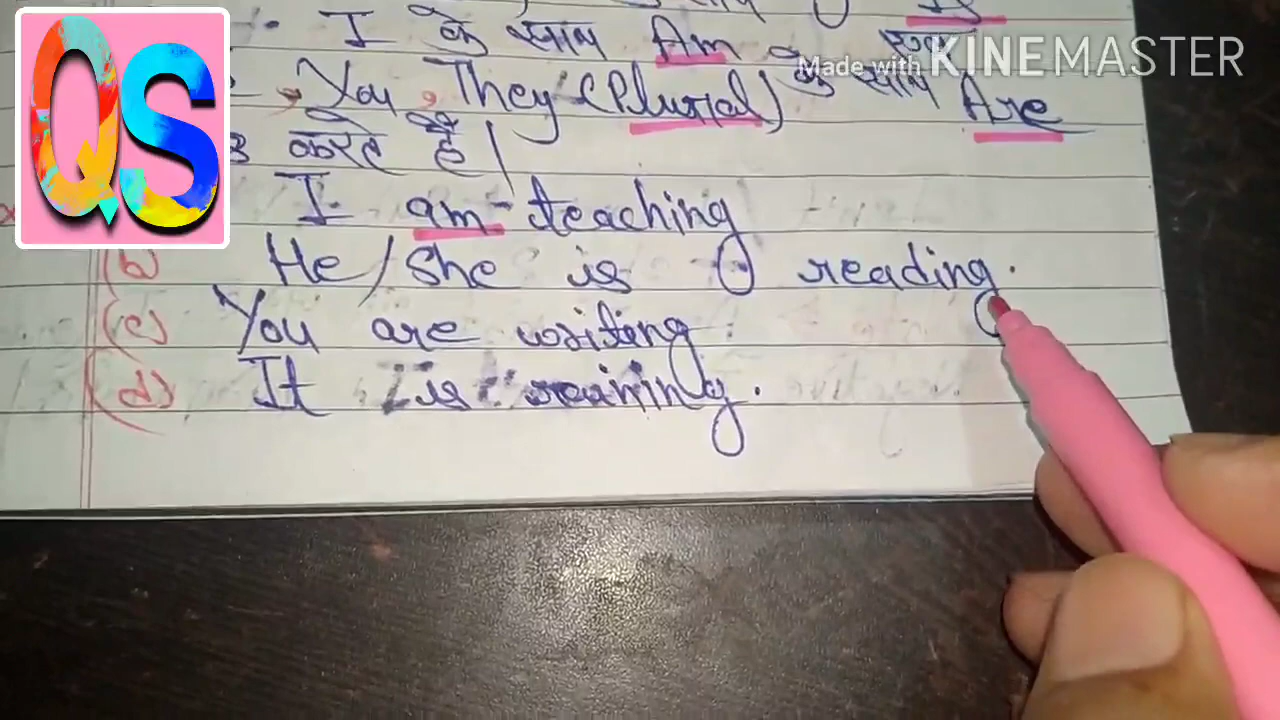 QS
Made with KINEMASTER
I के साथ Am
, You, They (Plural) के साथ Are
करते हैं।
I am teaching
(b) He/She is reading.
(c) You are writing.
(d) It is raining.